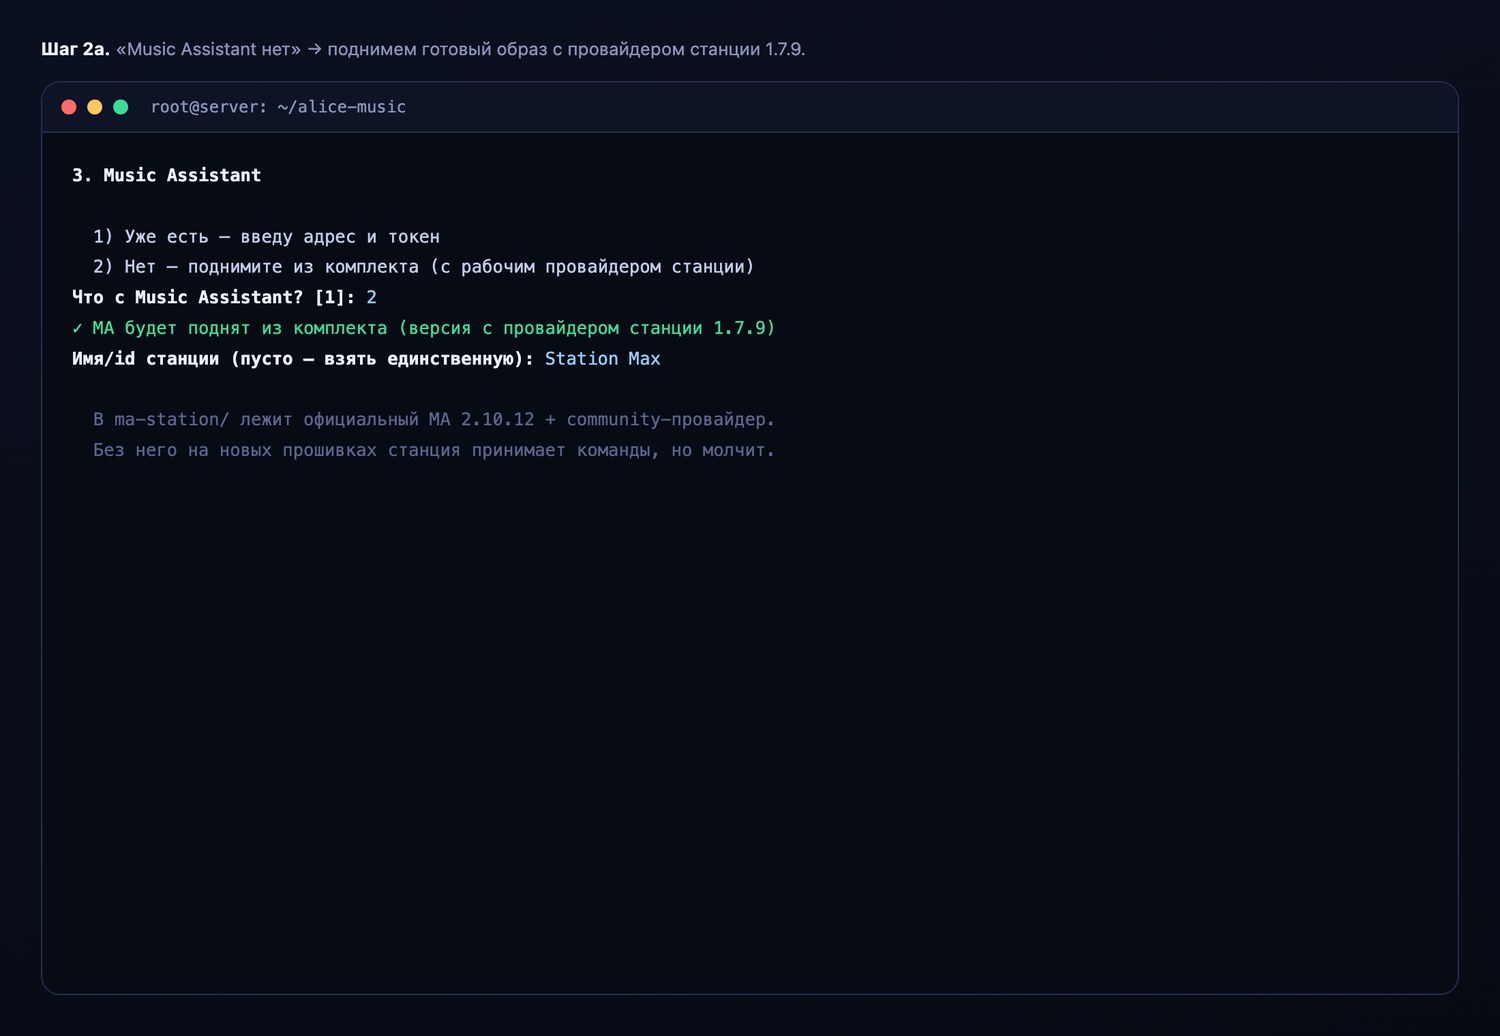 Шаг 2a. «Music Assistant нет» → поднимем готовый образ с провайдером станции 1.7.9.
root@server: ~/alice-music
3. Music Assistant
1) Уже есть — введу адрес и токен
2) Нет — поднимите из комплекта (с рабочим провайдером станции)
Что с Music Assistant? [1]: 2
✓ MA будет поднят из комплекта (версия с провайдером станции 1.7.9)
Имя/id станции (пусто — взять единственную): Station Max
В ma-station/ лежит официальный MA 2.10.12 + community-провайдер.
Без него на новых прошивках станция принимает команды, но молчит.